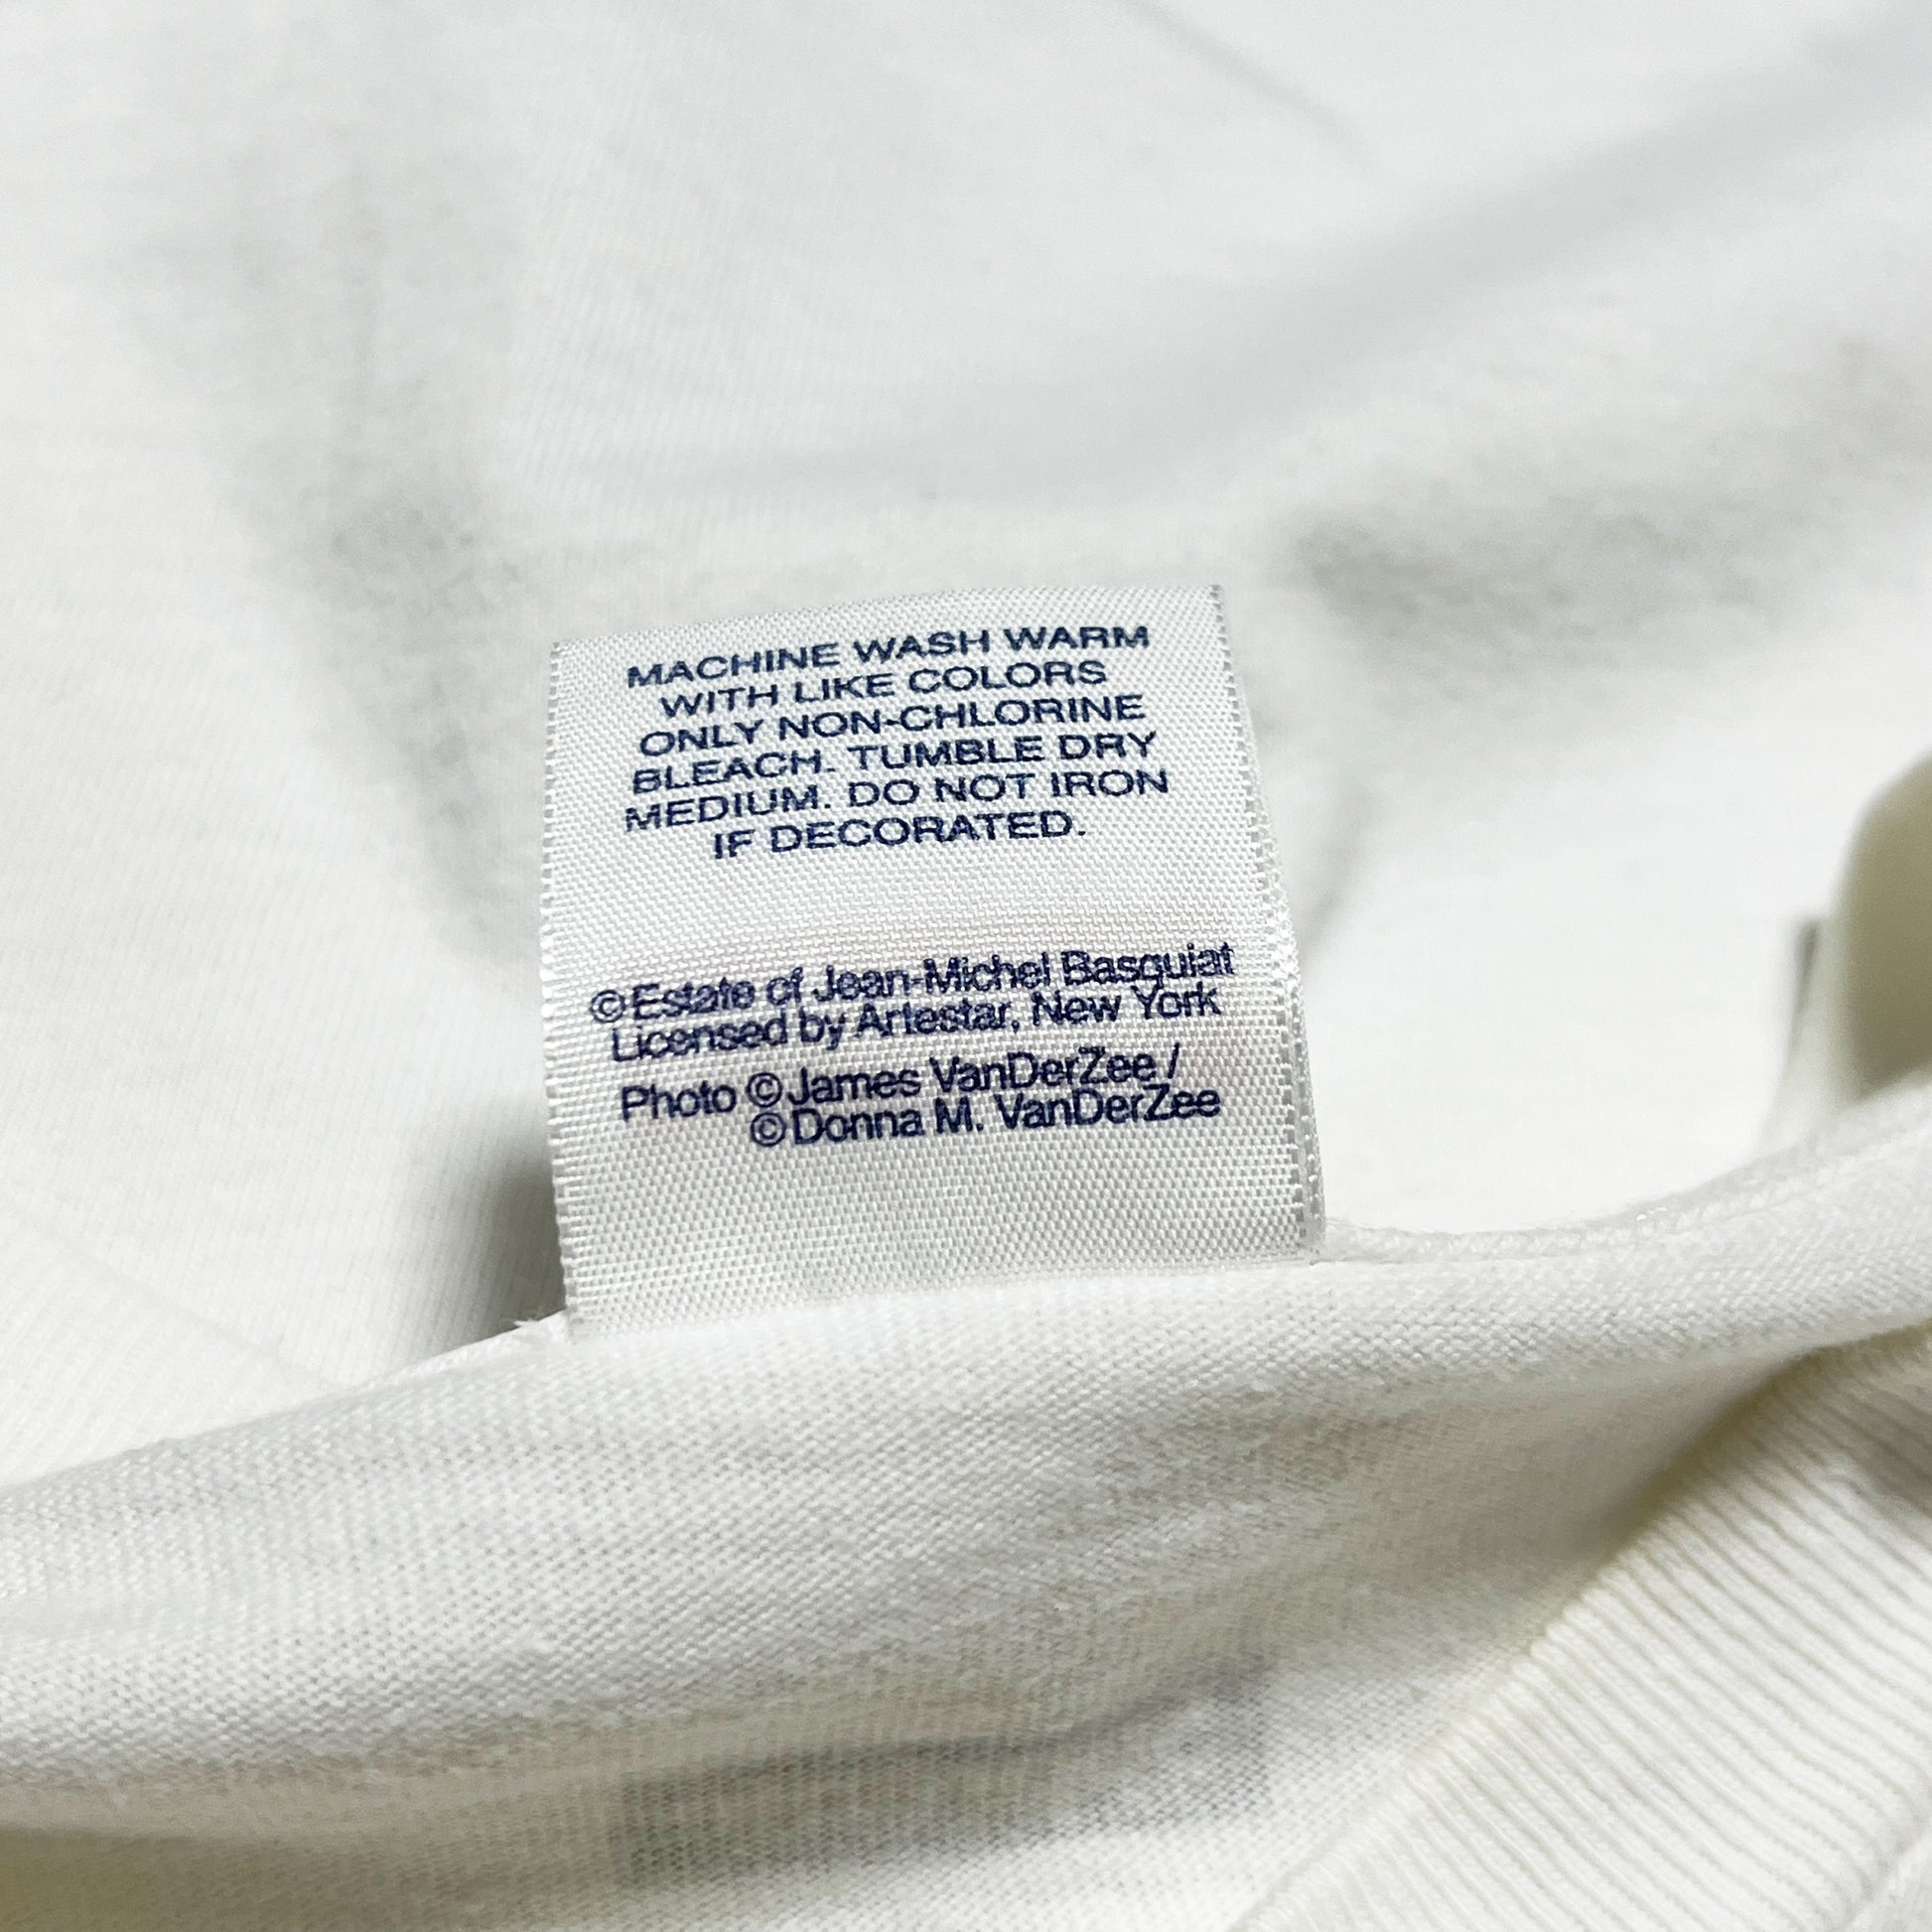 MACHINE WASH WARM
WITH LIKE COLORS
ONLY NON-CHLORINE
BLEACH. TUMBLE DRY
MEDIUM. DO NOT IRON
IF DECORATED.
©Estate of Jean-Michel Basquiat
Licensed by Artestar, New York
Photo ©James VanDerZee /
©Donna M. VanDerZee